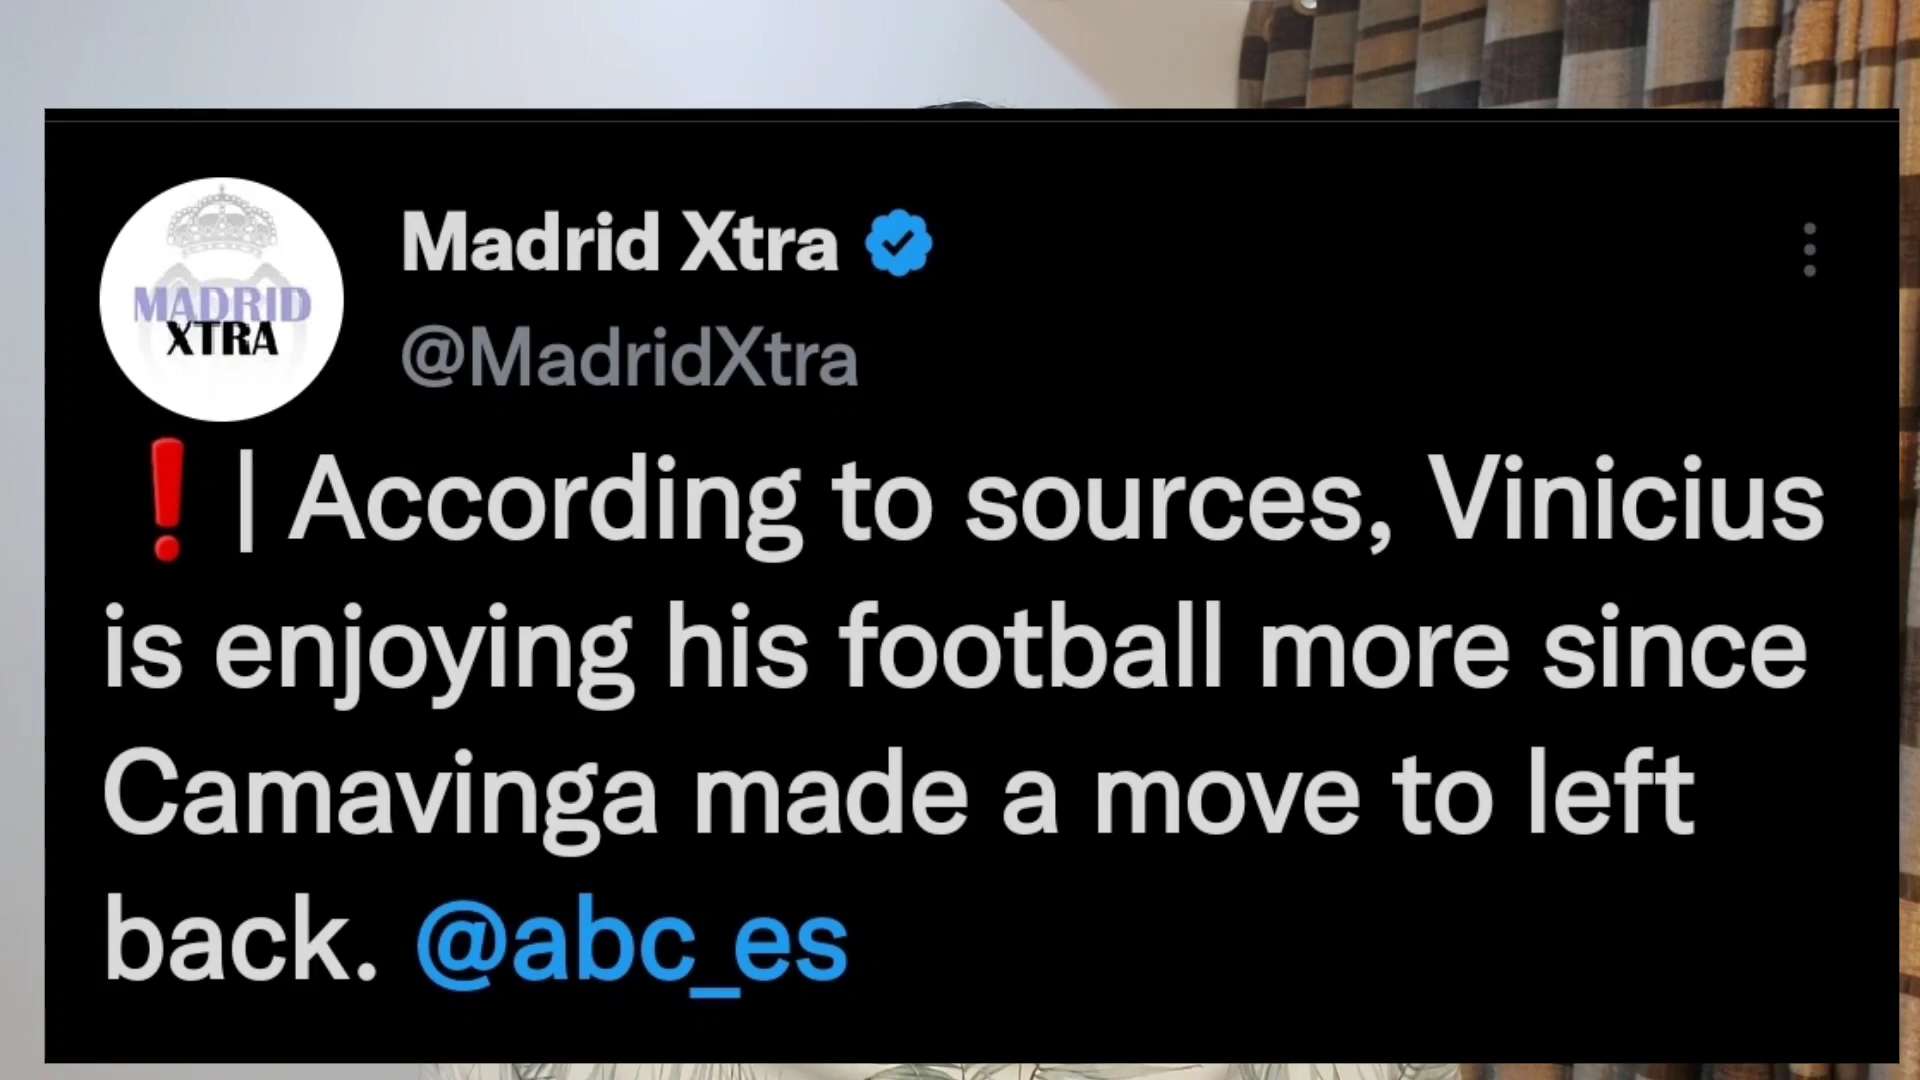 MADRID
XTRA
Madrid Xtra
@MadridXtra
❗ | According to sources, Vinicius
is enjoying his football more since
Camavinga made a move to left
back. @abc_es